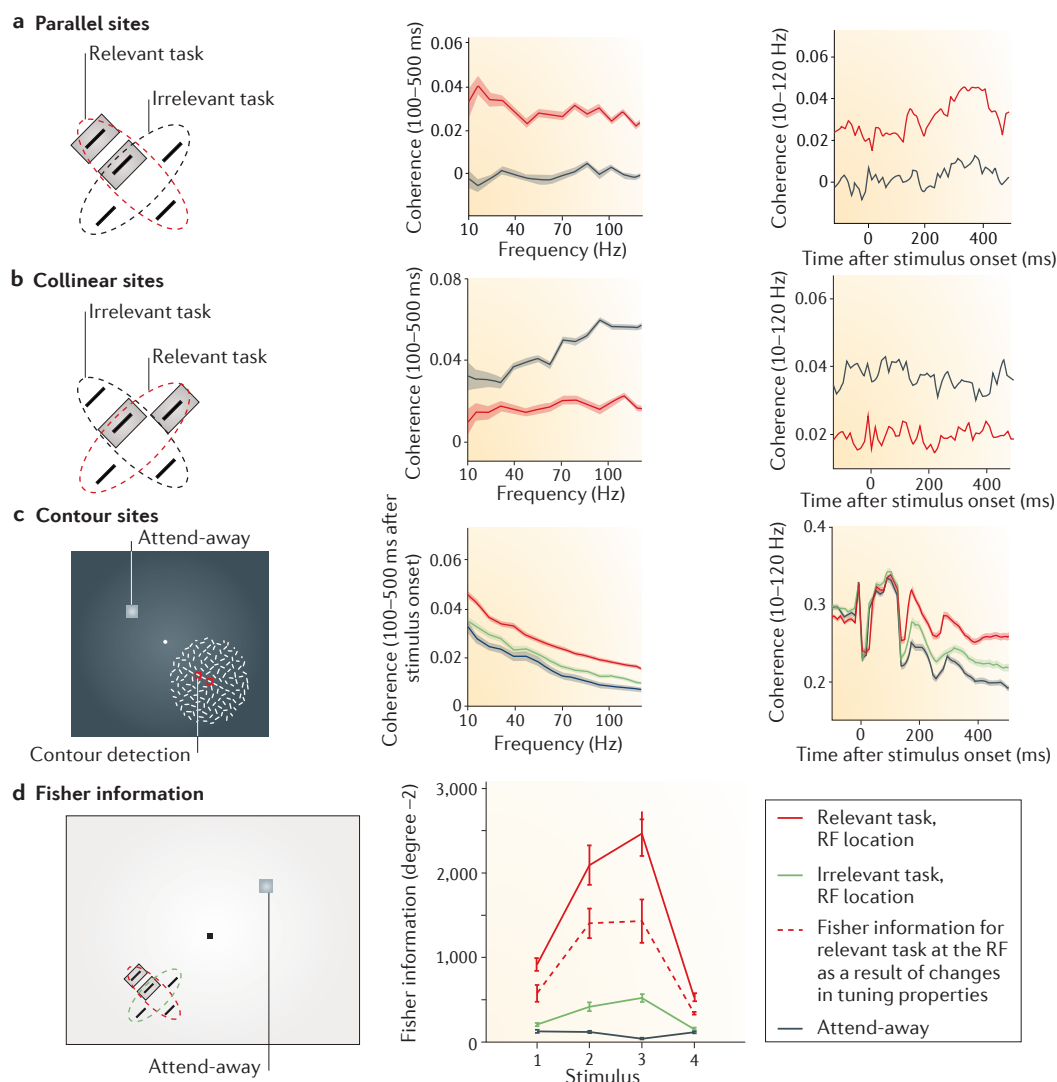 a Parallel sites
Relevant task
Irrelevant task
Coherence (100–500 ms)
0.06
0.04
0.02
0
10
40
70
100
Frequency (Hz)
Coherence (10–120 Hz)
0.06
0.04
0.02
0
0
200
400
Time after stimulus onset (ms)
b Collinear sites
Irrelevant task
Relevant task
Coherence (100–500 ms)
0.08
0.04
0
10
40
70
100
Frequency (Hz)
Coherence (10–120 Hz)
0.06
0.04
0.02
0
200
400
Time after stimulus onset (ms)
c Contour sites
Attend-away
Contour detection
Coherence (100–500 ms after
stimulus onset)
0.06
0.04
0.02
0
10
40
70
100
Frequency (Hz)
Coherence (10–120 Hz)
0.4
0.3
0.2
0
200
400
Time after stimulus onset (ms)
d Fisher information
Attend-away
Fisher information (degree –2)
3,000
2,000
1,000
0
1
2
3
4
Stimulus
Relevant task,
RF location
Irrelevant task,
RF location
Fisher information for
relevant task at the RF
as a result of changes
in tuning properties
Attend-away